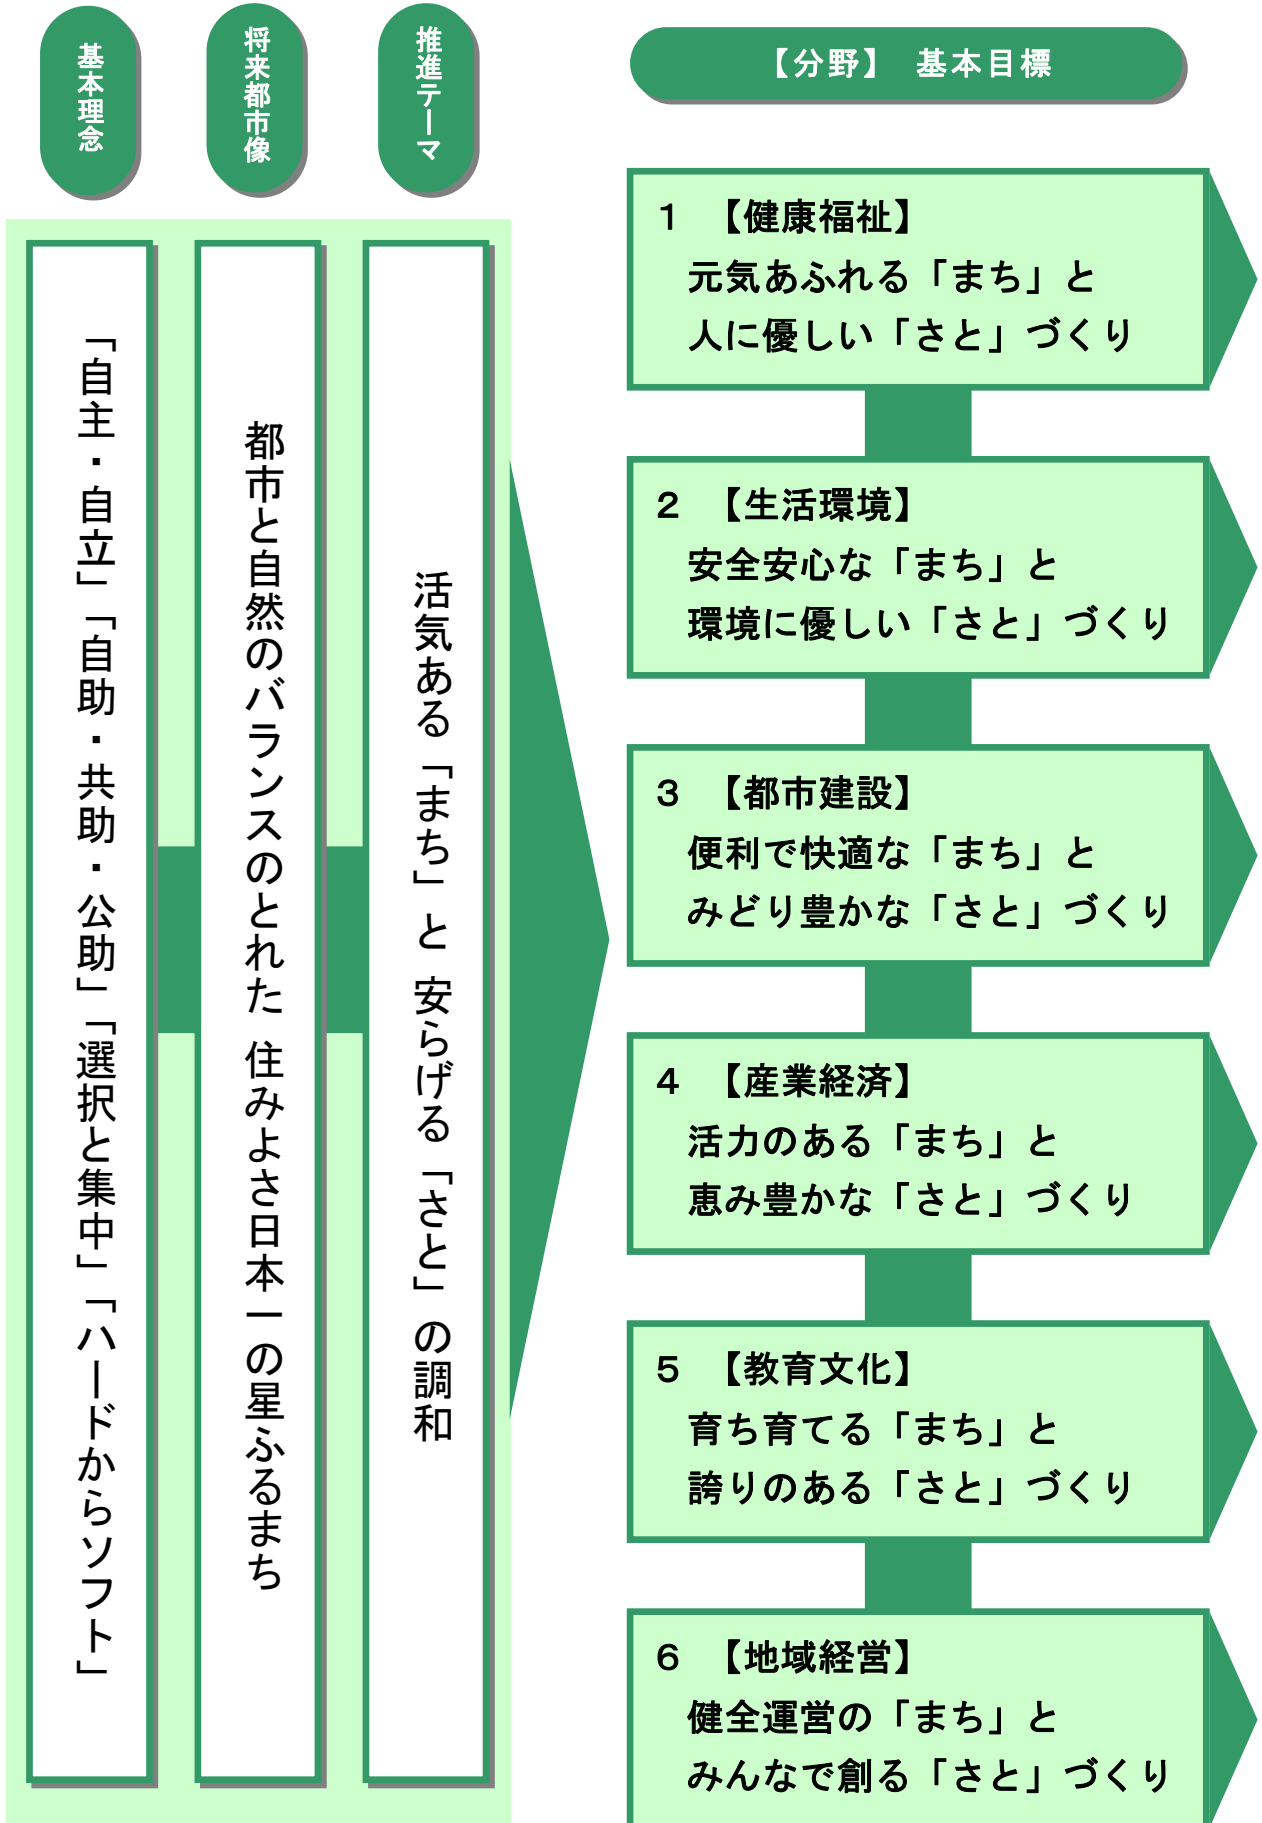 基本理念
将来都市像
推進テーマ
【分野】 基本目標
「自主・自立」「自助・共助・公助」「選択と集中」「ハードからソフト」
都市と自然のバランスのとれた 住みよさ日本一の星ふるまち
活気ある「まち」と 安らげる「さと」の調和
1 【健康福祉】
元気あふれる「まち」と
人に優しい「さと」づくり
2 【生活環境】
安全安心な「まち」と
環境に優しい「さと」づくり
3 【都市建設】
便利で快適な「まち」と
みどり豊かな「さと」づくり
4 【産業経済】
活力のある「まち」と
恵み豊かな「さと」づくり
5 【教育文化】
育ち育てる「まち」と
誇りのある「さと」づくり
6 【地域経営】
健全運営の「まち」と
みんなで創る「さと」づくり